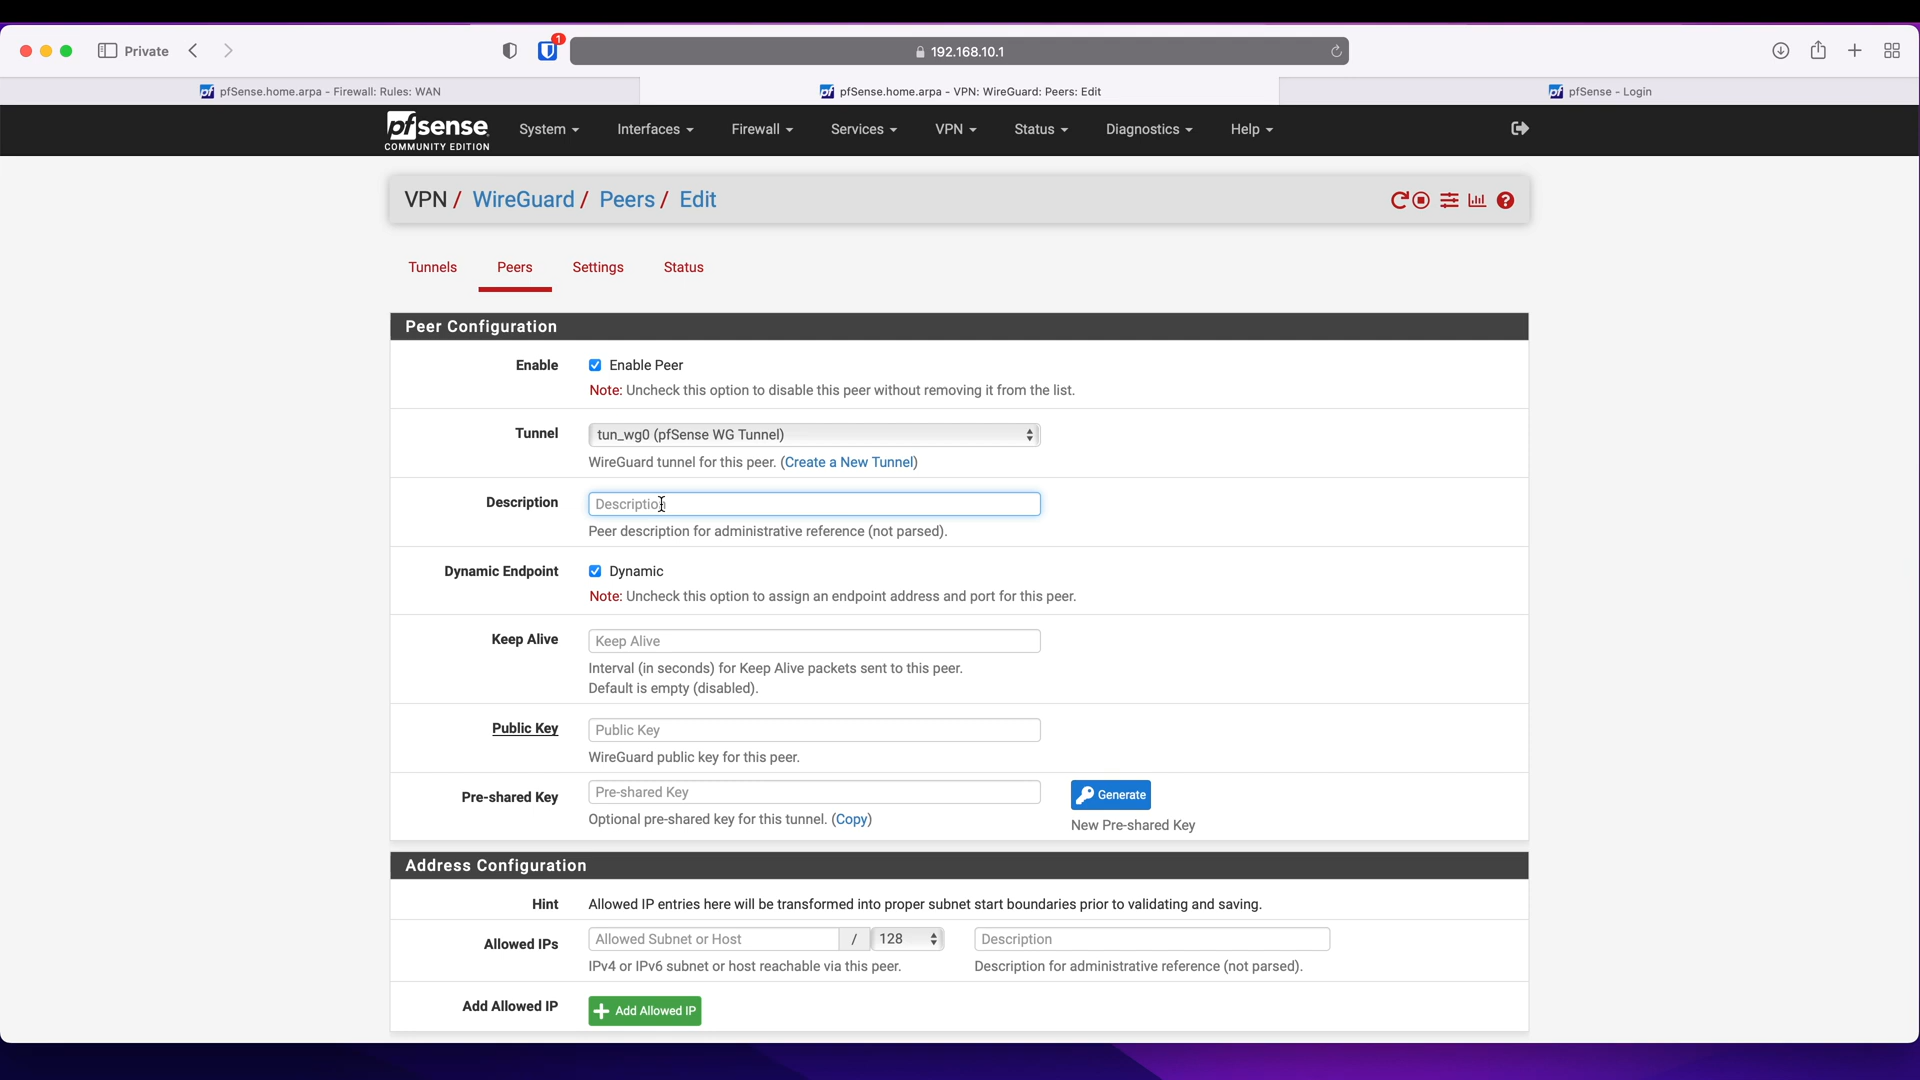 Private
1
192.168.10.1
pfSense.home.arpa - Firewall: Rules: WAN
pfSense.home.arpa - VPN: WireGuard: Peers: Edit
pfSense - Login
pfsense
COMMUNITY EDITION
System
Interfaces
Firewall
Services
VPN
Status
Diagnostics
Help
VPN / WireGuard / Peers / Edit
Tunnels
Peers
Settings
Status
Peer Configuration
Enable
Enable Peer
Note: Uncheck this option to disable this peer without removing it from the list.
Tunnel
tun_wg0 (pfSense WG Tunnel)
WireGuard tunnel for this peer. (Create a New Tunnel)
Description
Description
Peer description for administrative reference (not parsed).
Dynamic Endpoint
Dynamic
Note: Uncheck this option to assign an endpoint address and port for this peer.
Keep Alive
Keep Alive
Interval (in seconds) for Keep Alive packets sent to this peer.
Default is empty (disabled).
Public Key
Public Key
WireGuard public key for this peer.
Pre-shared Key
Pre-shared Key
Generate
Optional pre-shared key for this tunnel. (Copy)
New Pre-shared Key
Address Configuration
Hint
Allowed IP entries here will be transformed into proper subnet start boundaries prior to validating and saving.
Allowed IPs
Allowed Subnet or Host
/
128
Description
IPv4 or IPv6 subnet or host reachable via this peer.
Description for administrative reference (not parsed).
Add Allowed IP
Add Allowed IP